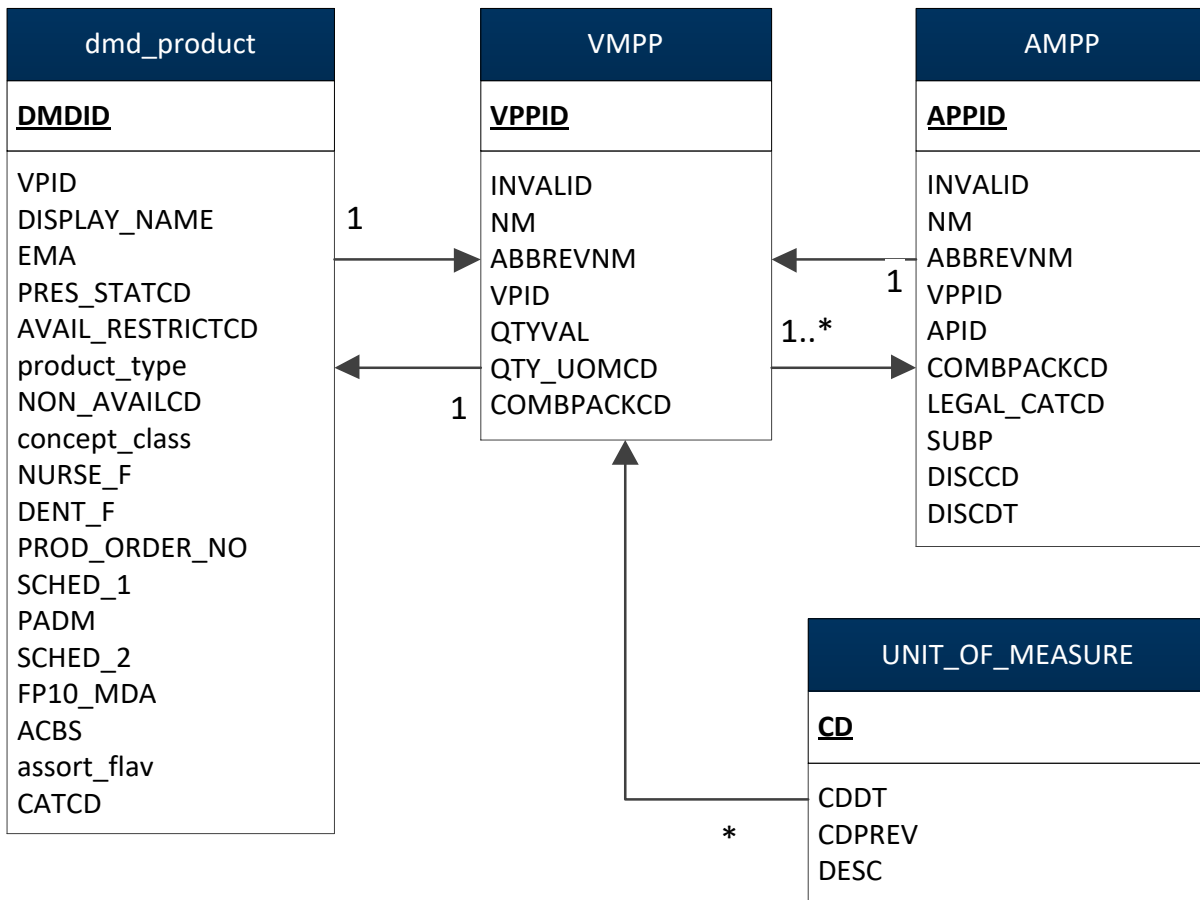 dmd_product
DMDID
VPID
DISPLAY_NAME
EMA
PRES_STATCD
AVAIL_RESTRICTCD
product_type
NON_AVAILCD
concept_class
NURSE_F
DENT_F
PROD_ORDER_NO
SCHED_1
PADM
SCHED_2
FP10_MDA
ACBS
assort_flav
CATCD
1
1
VMPP
VPPID
INVALID
NM
ABBREVNM
VPID
QTYVAL
QTY_UOMCD
COMBPACKCD
1
1..*
AMPP
APPID
INVALID
NM
ABBREVNM
VPPID
APID
COMBPACKCD
LEGAL_CATCD
SUBP
DISCCD
DISCDT
*
UNIT_OF_MEASURE
CD
CDDT
CDPREV
DESC